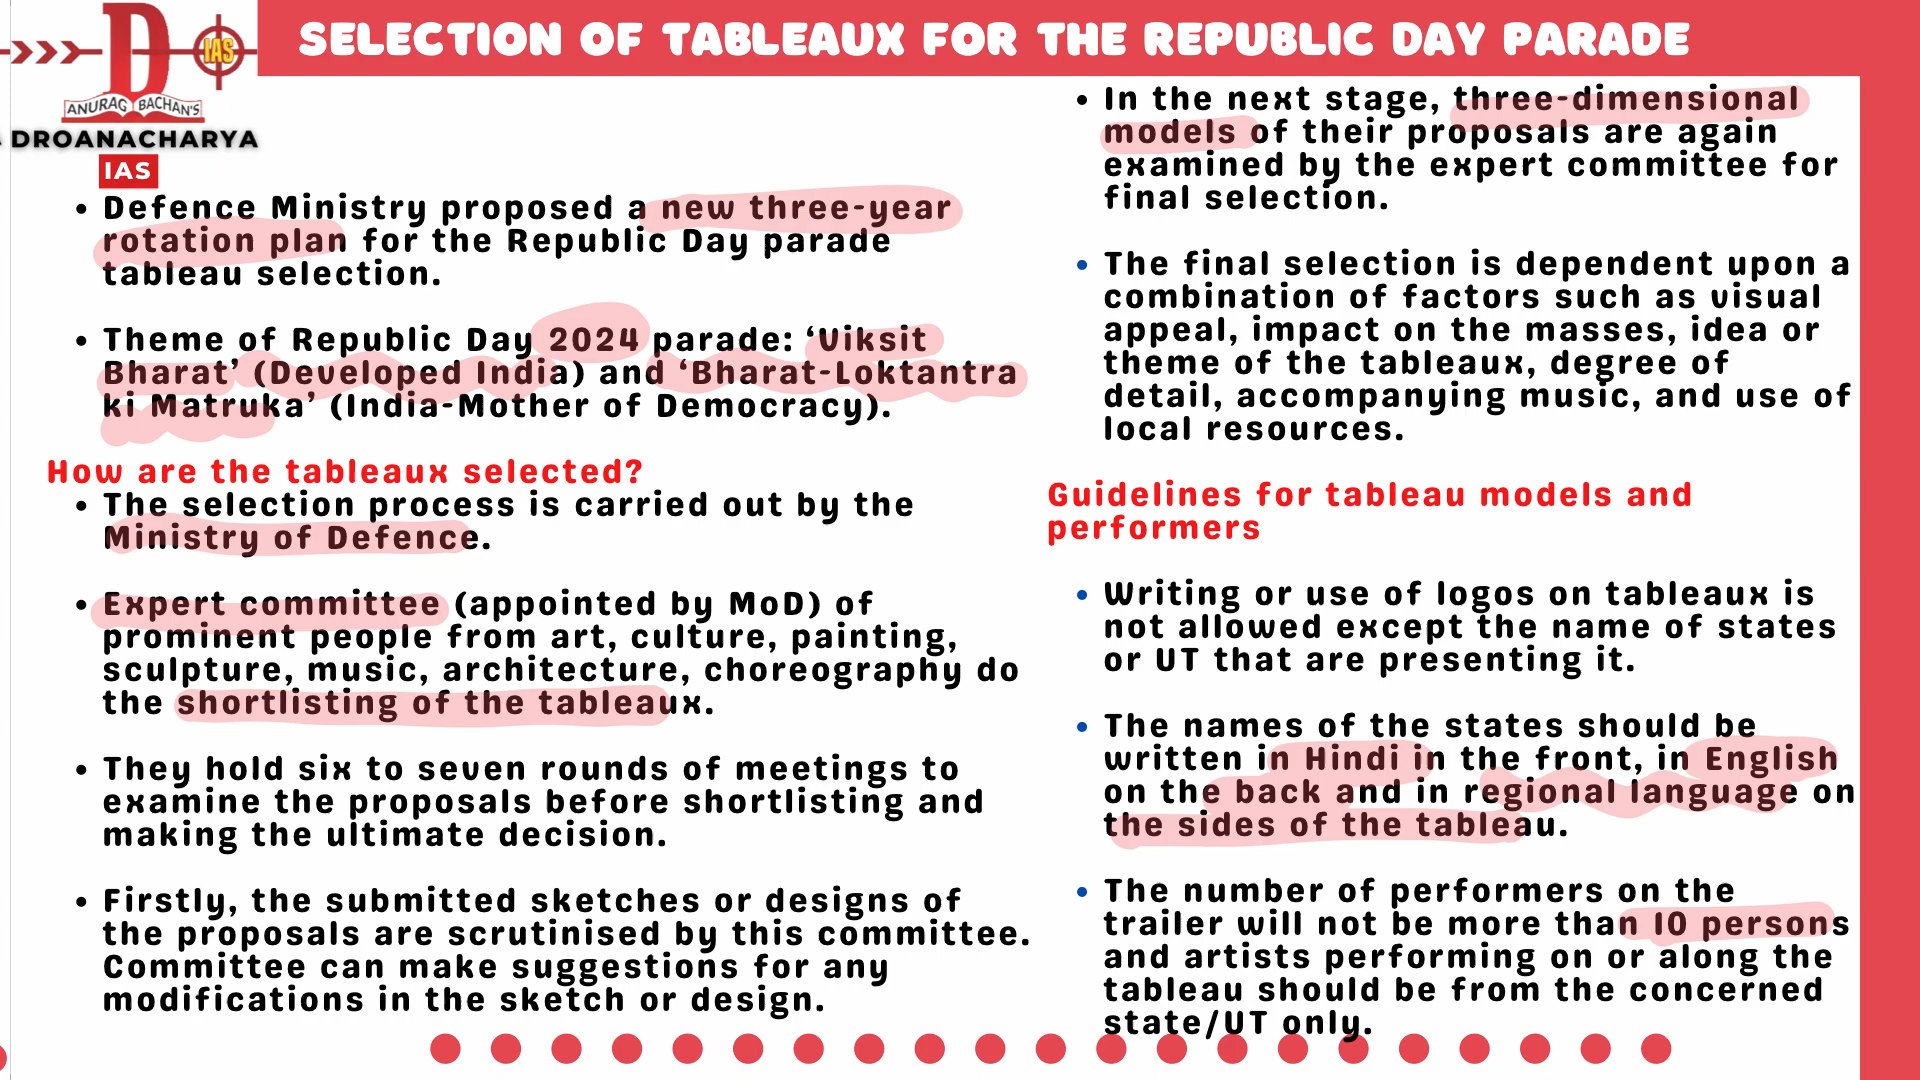 SELECTION OF TABLEAUX FOR THE REPUBLIC DAY PARADE
D
IAS
ANURAG BACHAN'S
DROANACHARYA
IAS
• Defence Ministry proposed a new three-year
rotation plan for the Republic Day parade
tableau selection.
• Theme of Republic Day 2024 parade: ‘Viksit
Bharat’ (Developed India) and ‘Bharat-Loktantra
ki Matruka’ (India-Mother of Democracy).
How are the tableaux selected?
• The selection process is carried out by the
Ministry of Defence.
• Expert committee (appointed by MoD) of
prominent people from art, culture, painting,
sculpture, music, architecture, choreography do
the shortlisting of the tableaux.
• They hold six to seven rounds of meetings to
examine the proposals before shortlisting and
making the ultimate decision.
• Firstly, the submitted sketches or designs of
the proposals are scrutinised by this committee.
Committee can make suggestions for any
modifications in the sketch or design.
• In the next stage, three-dimensional
models of their proposals are again
examined by the expert committee for
final selection.
• The final selection is dependent upon a
combination of factors such as visual
appeal, impact on the masses, idea or
theme of the tableaux, degree of
detail, accompanying music, and use of
local resources.
Guidelines for tableau models and
performers
• Writing or use of logos on tableaux is
not allowed except the name of states
or UT that are presenting it.
• The names of the states should be
written in Hindi in the front, in English
on the back and in regional language on
the sides of the tableau.
• The number of performers on the
trailer will not be more than 10 persons
and artists performing on or along the
tableau should be from the concerned
state/UT only.